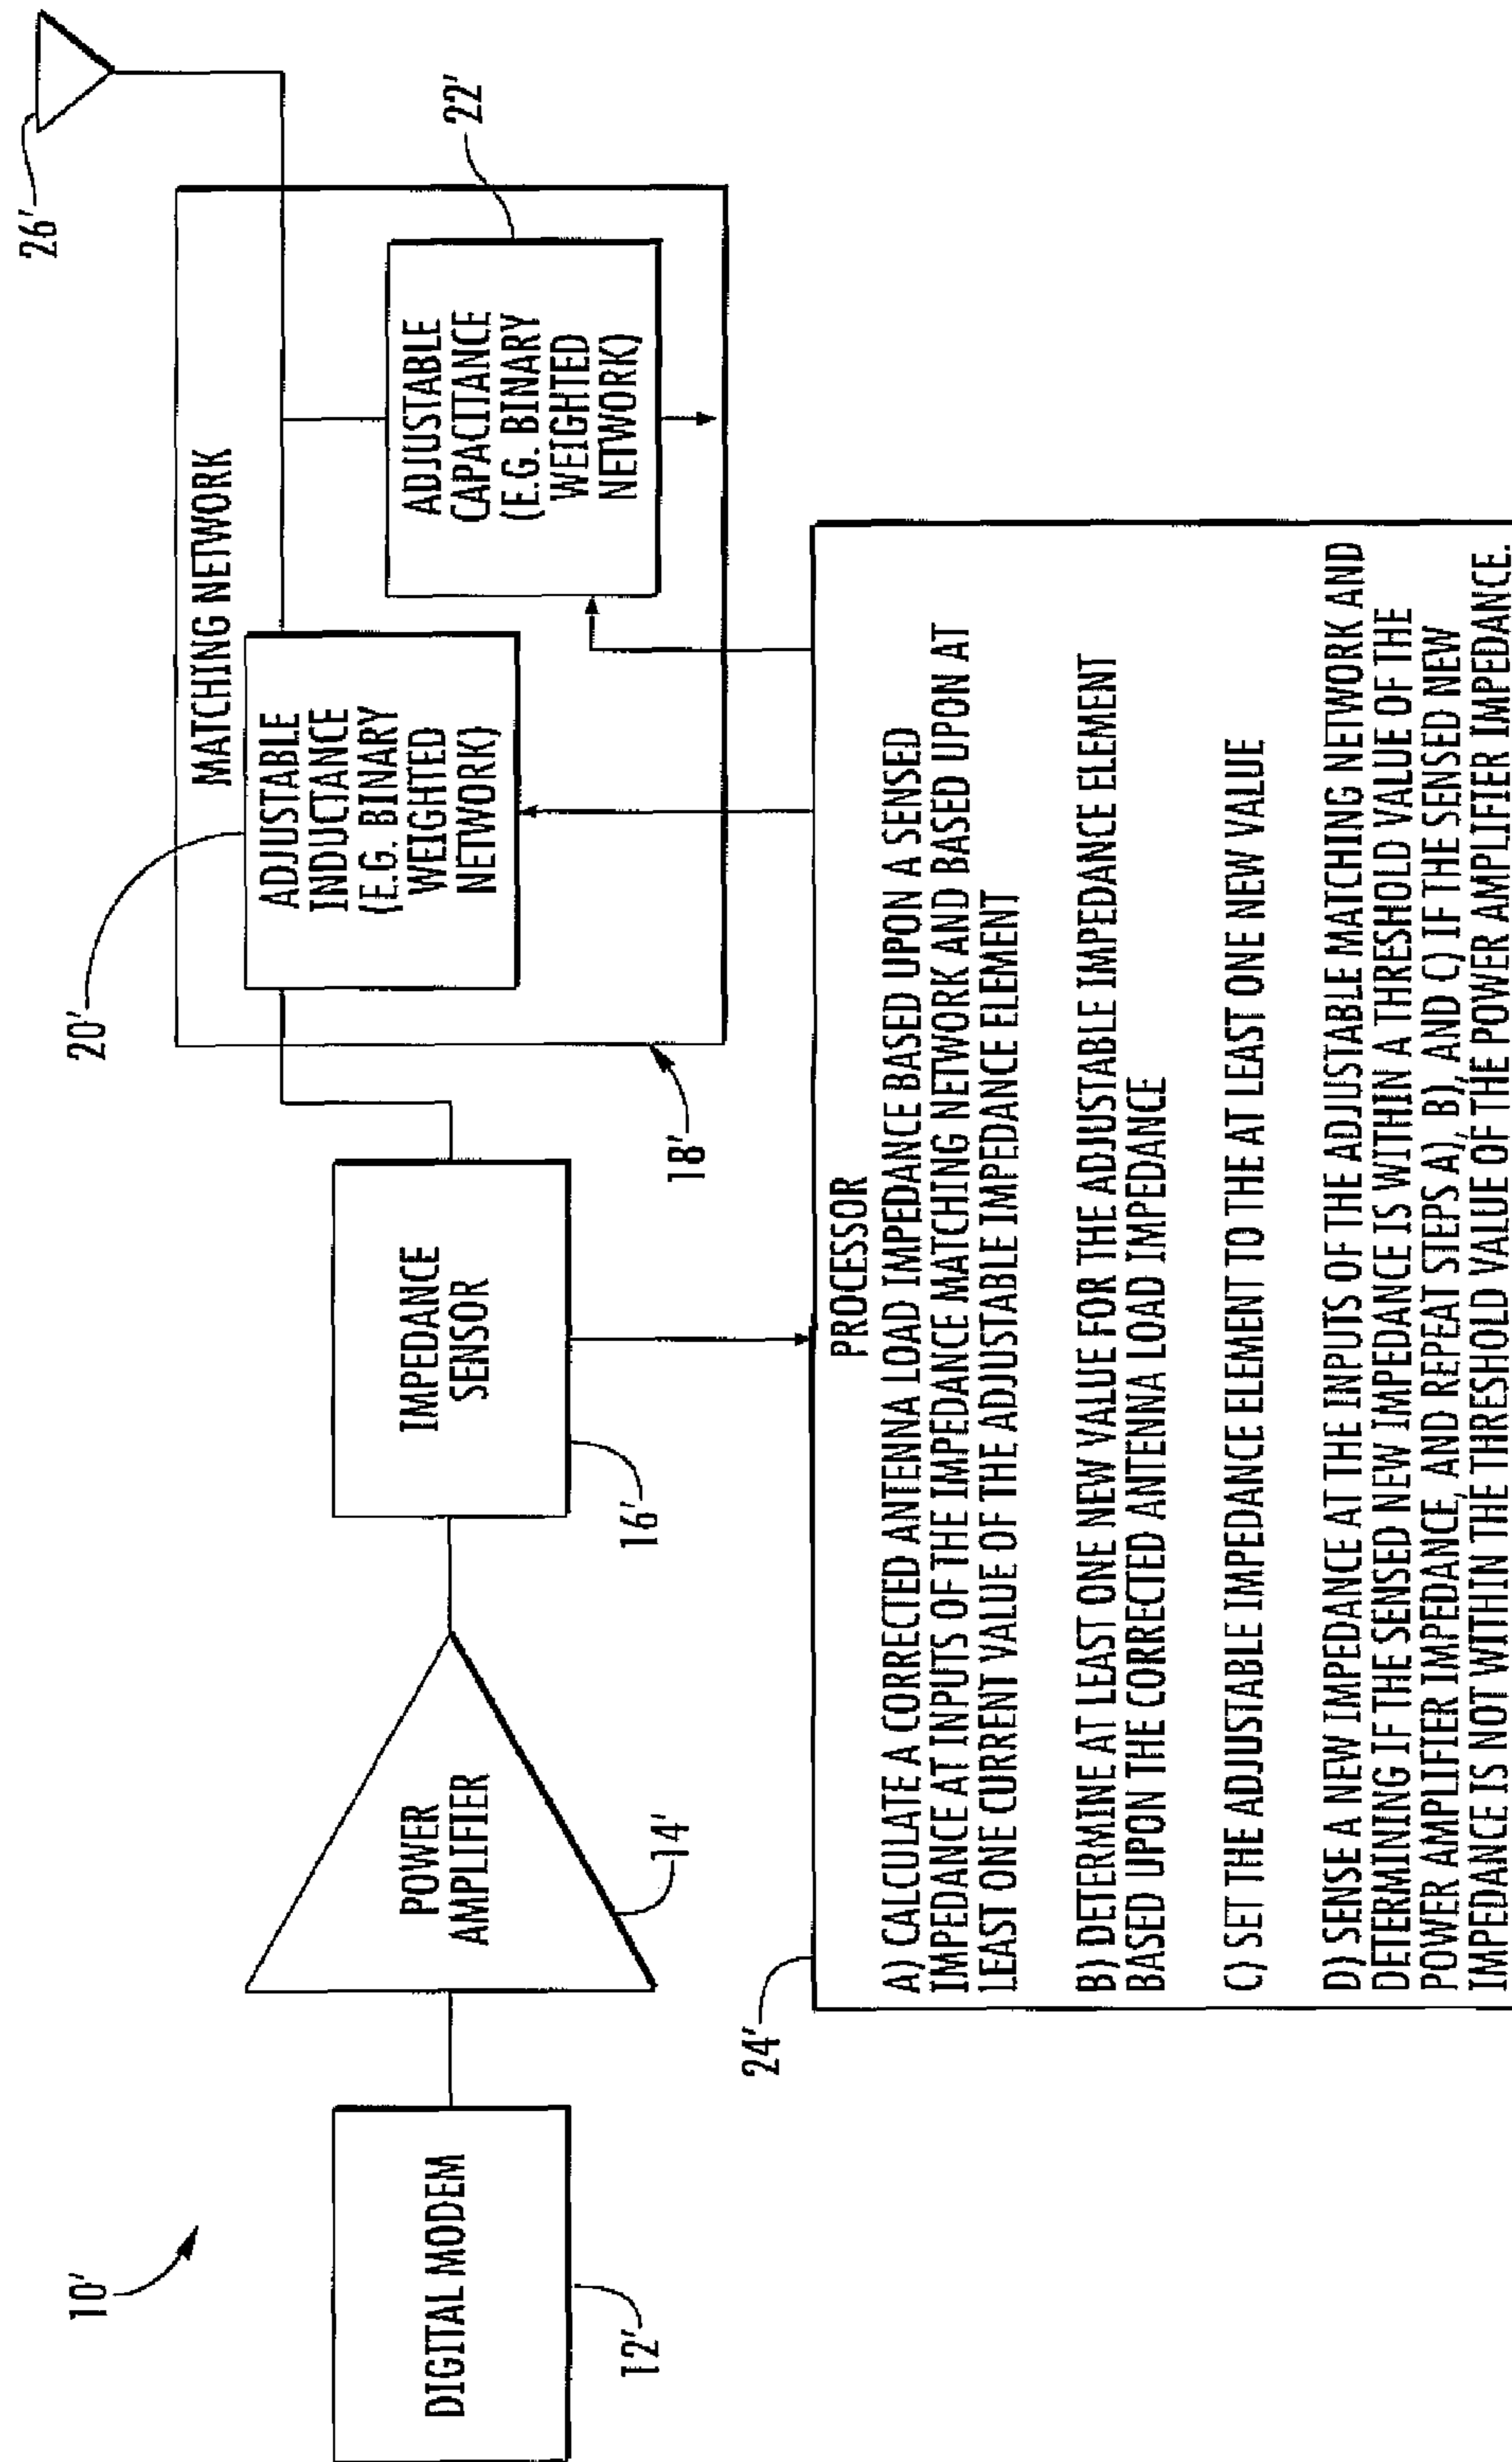 10'
DIGITAL MODEM
12'
POWER
AMPLIFIER
14'
IMPEDANCE
SENSOR
16'
MATCHING NETWORK
18'
ADJUSTABLE
INDUCTANCE
(E.G. BINARY
WEIGHTED
NETWORK)
20'
ADJUSTABLE
CAPACITANCE
(E.G. BINARY
WEIGHTED
NETWORK)
22'
26'
24'
PROCESSOR
A) CALCULATE A CORRECTED ANTENNA LOAD IMPEDANCE BASED UPON A SENSED
IMPEDANCE AT INPUTS OF THE IMPEDANCE MATCHING NETWORK AND BASED UPON AT
LEAST ONE CURRENT VALUE OF THE ADJUSTABLE IMPEDANCE ELEMENT
B) DETERMINE AT LEAST ONE NEW VALUE FOR THE ADJUSTABLE IMPEDANCE ELEMENT
BASED UPON THE CORRECTED ANTENNA LOAD IMPEDANCE
C) SET THE ADJUSTABLE IMPEDANCE ELEMENT TO THE AT LEAST ONE NEW VALUE
D) SENSE A NEW IMPEDANCE AT THE INPUTS OF THE ADJUSTABLE MATCHING NETWORK AND
DETERMINING IF THE SENSED NEW IMPEDANCE IS WITHIN A THRESHOLD VALUE OF THE
POWER AMPLIFIER IMPEDANCE, AND REPEAT STEPS A), B), AND C) IF THE SENSED NEW
IMPEDANCE IS NOT WITHIN THE THRESHOLD VALUE OF THE POWER AMPLIFIER IMPEDANCE.